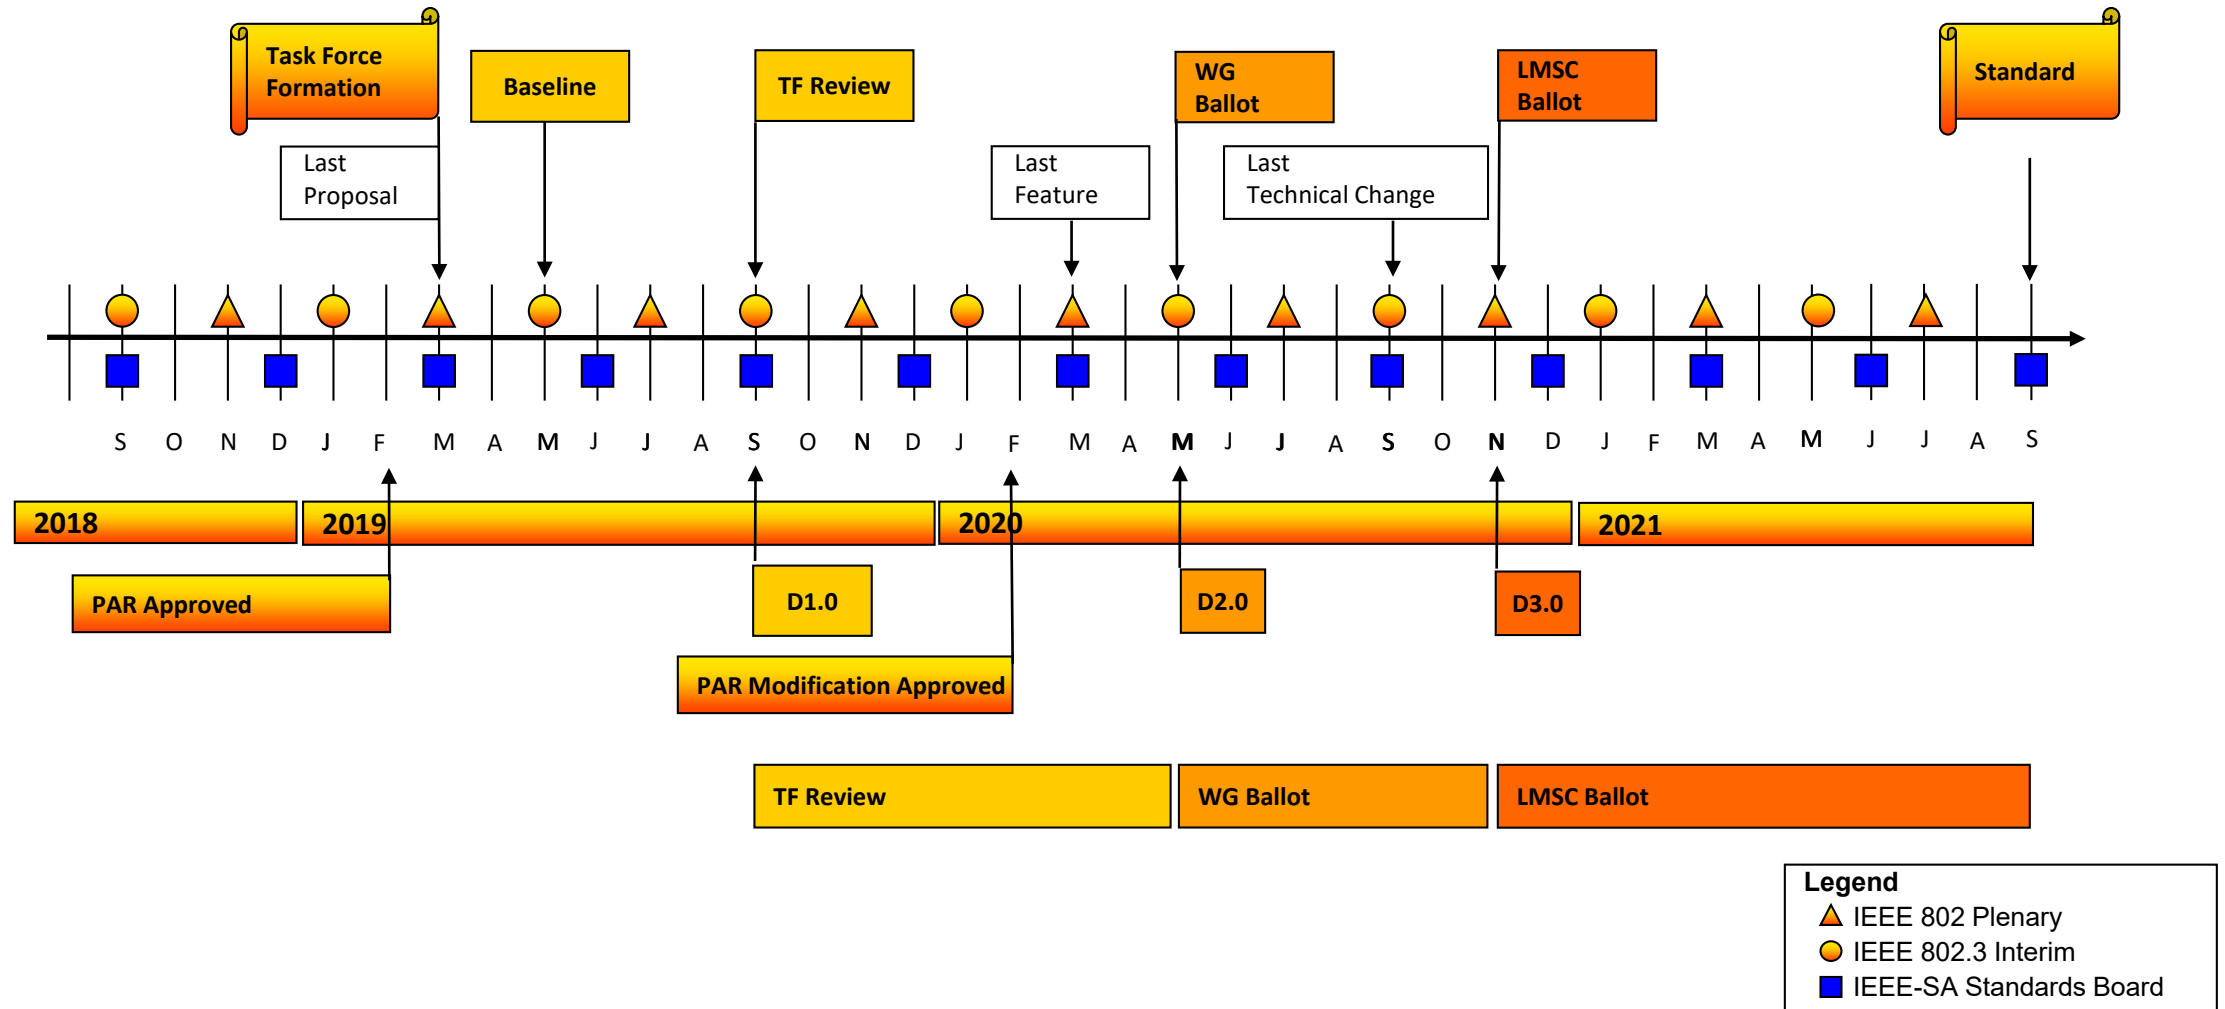 Task Force
Formation
Baseline
TF Review
WG
Ballot
LMSC
Ballot
Standard
Last
Proposal
Last
Feature
Last
Technical Change
S O N D J F M A M J J A S O N D J F M A M J J A S O N D J F M A M J J A S
2018 2019 2020 2021
PAR Approved
D1.0
D2.0
D3.0
PAR Modification Approved
TF Review
WG Ballot
LMSC Ballot
Legend
IEEE 802 Plenary
IEEE 802.3 Interim
IEEE-SA Standards Board